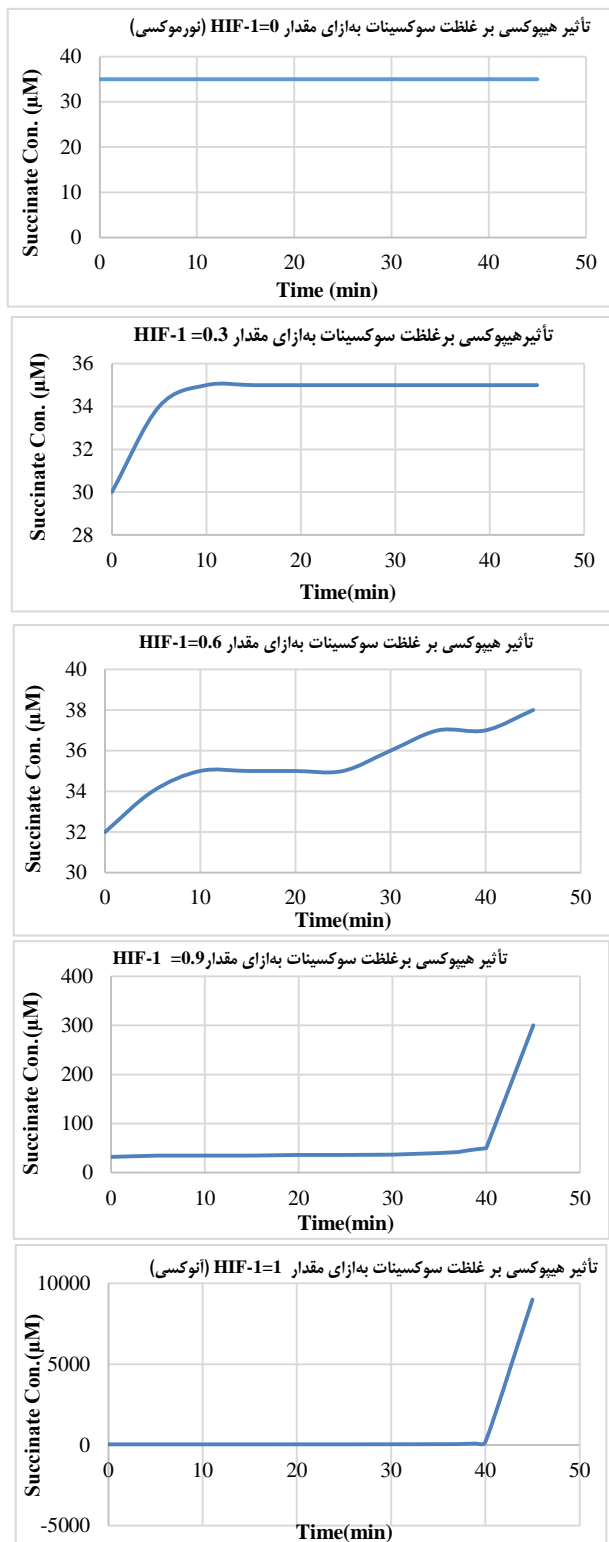 تأثیر هیپوکسی بر غلظت سوکسینات به‌ازای مقدار HIF-1=0 (نورموکسی)
Succinate Con. (µM)
40
30
20
10
0
0 10 20 30 40 50
Time (min)
تأثیرهیپوکسی برغلظت سوکسینات به‌ازای مقدار HIF-1 =0.3
Succinate Con. (µM)
36
34
32
30
28
0 10 20 30 40 50
Time(min)
تأثیر هیپوکسی بر غلظت سوکسینات به‌ازای مقدار HIF-1=0.6
Succinate Con. (µM)
40
38
36
34
32
30
0 10 20 30 40 50
Time(min)
تأثیر هیپوکسی برغلظت سوکسینات به‌ازای مقدار HIF-1 =0.9
Succinate Con.(µM)
400
300
200
100
0
0 10 20 30 40 50
Time(min)
تأثیر هیپوکسی بر غلظت سوکسینات به‌ازای مقدار HIF-1=1 (آنوکسی)
Succinate Con.(µM)
10000
5000
0
-5000
0 10 20 30 40 50
Time(min)